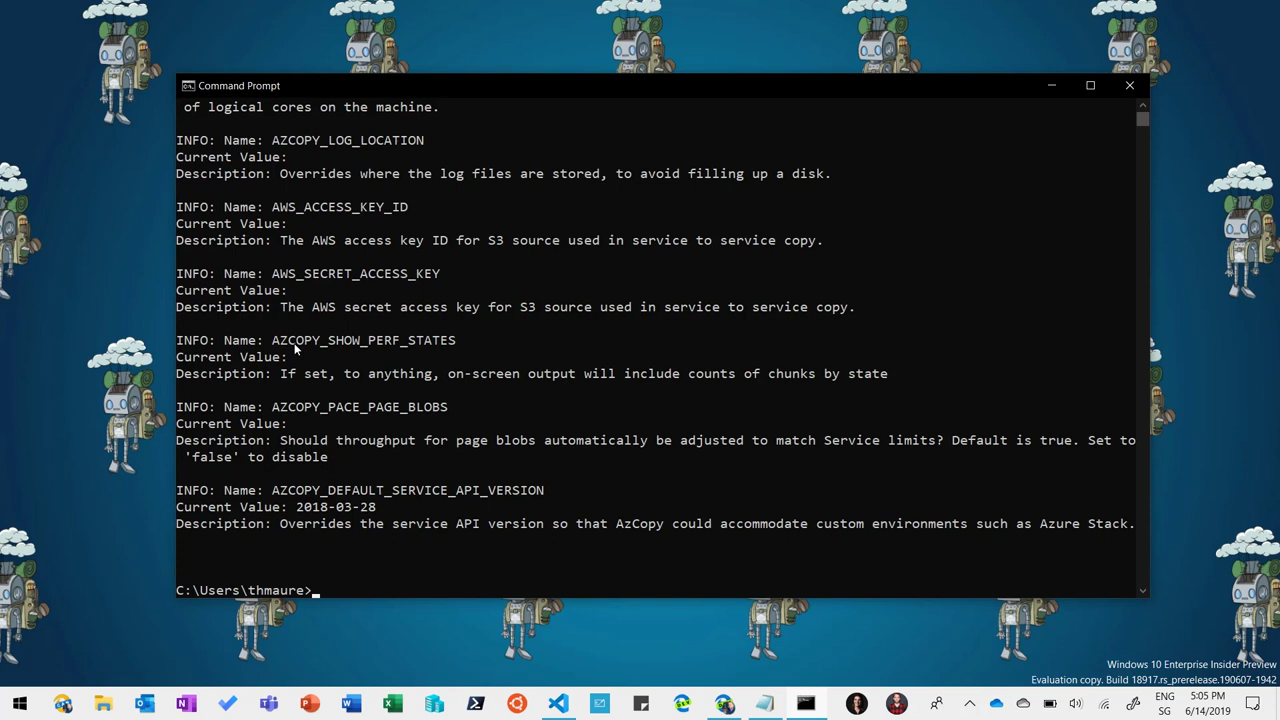 Command Prompt
of logical cores on the machine.
INFO: Name: AZCOPY_LOG_LOCATION
Current Value:
Description: Overrides where the log files are stored, to avoid filling up a disk.
INFO: Name: AWS_ACCESS_KEY_ID
Current Value:
Description: The AWS access key ID for S3 source used in service to service copy.
INFO: Name: AWS_SECRET_ACCESS_KEY
Current Value:
Description: The AWS secret access key for S3 source used in service to service copy.
INFO: Name: AZCOPY_SHOW_PERF_STATES
Current Value:
Description: If set, to anything, on-screen output will include counts of chunks by state
INFO: Name: AZCOPY_PACE_PAGE_BLOBS
Current Value:
Description: Should throughput for page blobs automatically be adjusted to match Service limits? Default is true. Set to
'false' to disable
INFO: Name: AZCOPY_DEFAULT_SERVICE_API_VERSION
Current Value: 2018-03-28
Description: Overrides the service API version so that AzCopy could accommodate custom environments such as Azure Stack.
C:\Users\thmaure>
Windows 10 Enterprise Insider Preview
Evaluation copy. Build 18917.rs_prerelease.190607-1942
ENG 5:05 PM
SG 6/14/2019